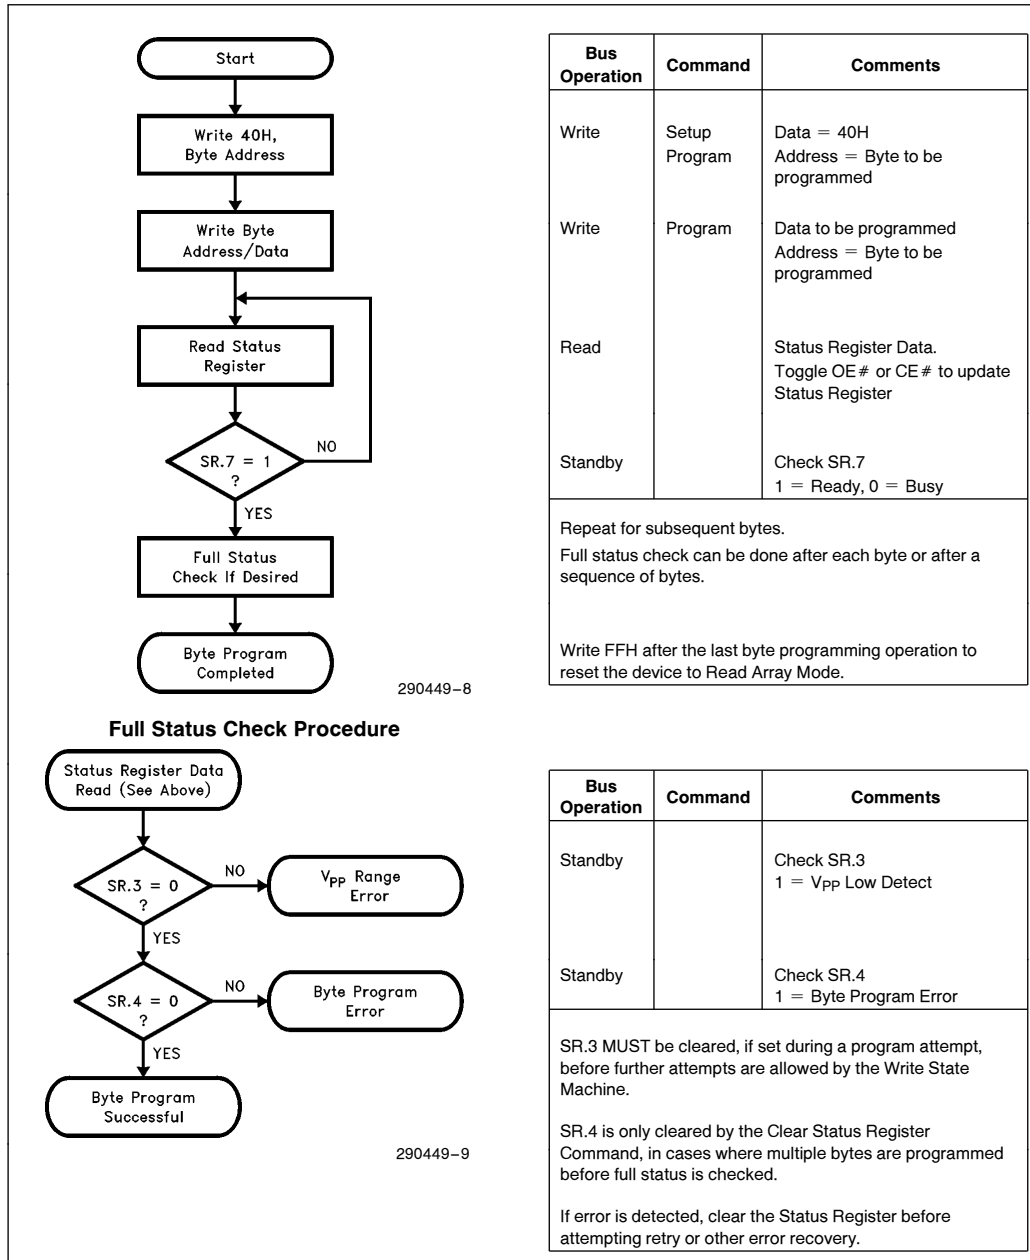 Start
Write 40H,
Byte Address
Write Byte
Address/Data
Read Status
Register
SR.7 = 1
?
NO
YES
Full Status
Check If Desired
Byte Program
Completed
290449–8
Bus
Operation
Command
Comments
Write
Setup
Program
Data = 40H
Address = Byte to be
programmed
Write
Program
Data to be programmed
Address = Byte to be
programmed
Read
Status Register Data.
Toggle OE# or CE# to update
Status Register
Standby
Check SR.7
1 = Ready, 0 = Busy
Repeat for subsequent bytes.
Full status check can be done after each byte or after a
sequence of bytes.
Write FFH after the last byte programming operation to
reset the device to Read Array Mode.
Full Status Check Procedure
Status Register Data
Read (See Above)
SR.3 = 0
?
NO
VPP Range
Error
YES
SR.4 = 0
?
NO
Byte Program
Error
YES
Byte Program
Successful
290449–9
Bus
Operation
Command
Comments
Standby
Check SR.3
1 = VPP Low Detect
Standby
Check SR.4
1 = Byte Program Error
SR.3 MUST be cleared, if set during a program attempt,
before further attempts are allowed by the Write State
Machine.
SR.4 is only cleared by the Clear Status Register
Command, in cases where multiple bytes are programmed
before full status is checked.
If error is detected, clear the Status Register before
attempting retry or other error recovery.